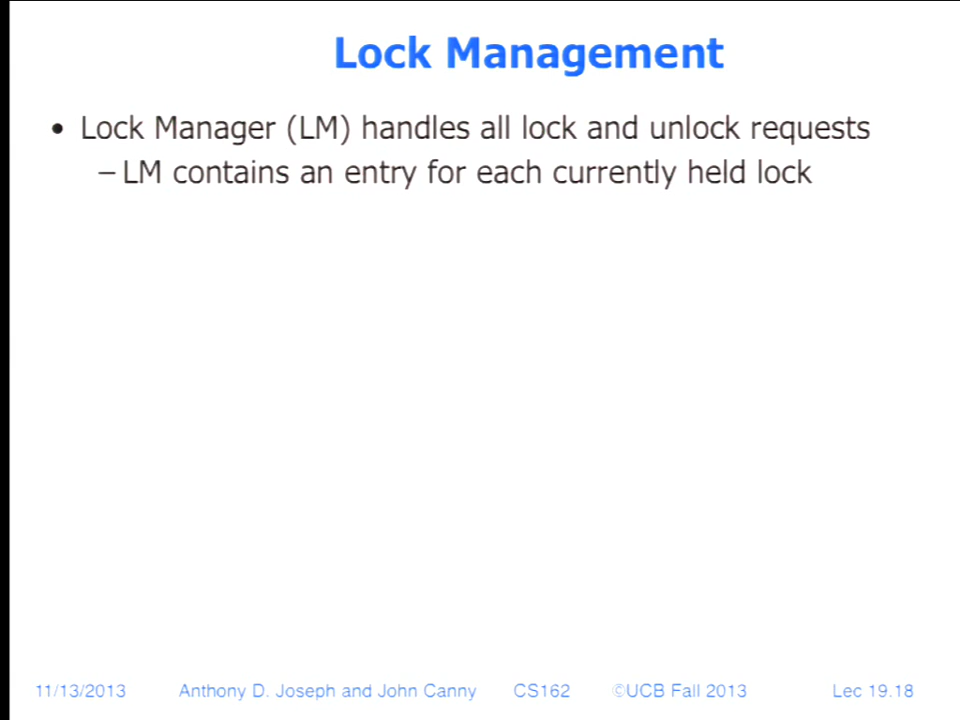 Lock Management
• Lock Manager (LM) handles all lock and unlock requests
– LM contains an entry for each currently held lock
11/13/2013 Anthony D. Joseph and John Canny CS162 ©UCB Fall 2013 Lec 19.18